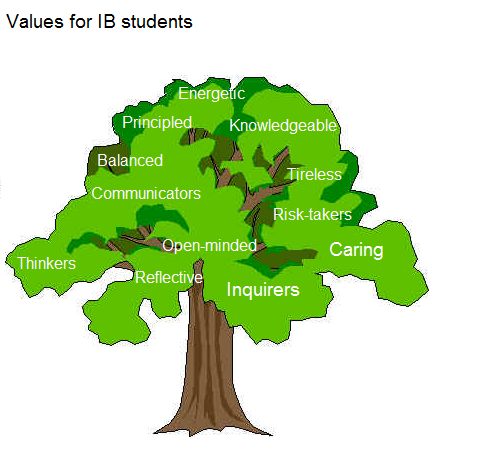 Values for IB students
Energetic
Principled
Knowledgeable
Balanced
Tireless
Communicators
Risk-takers
Open-minded
Caring
Thinkers
Reflective
Inquirers